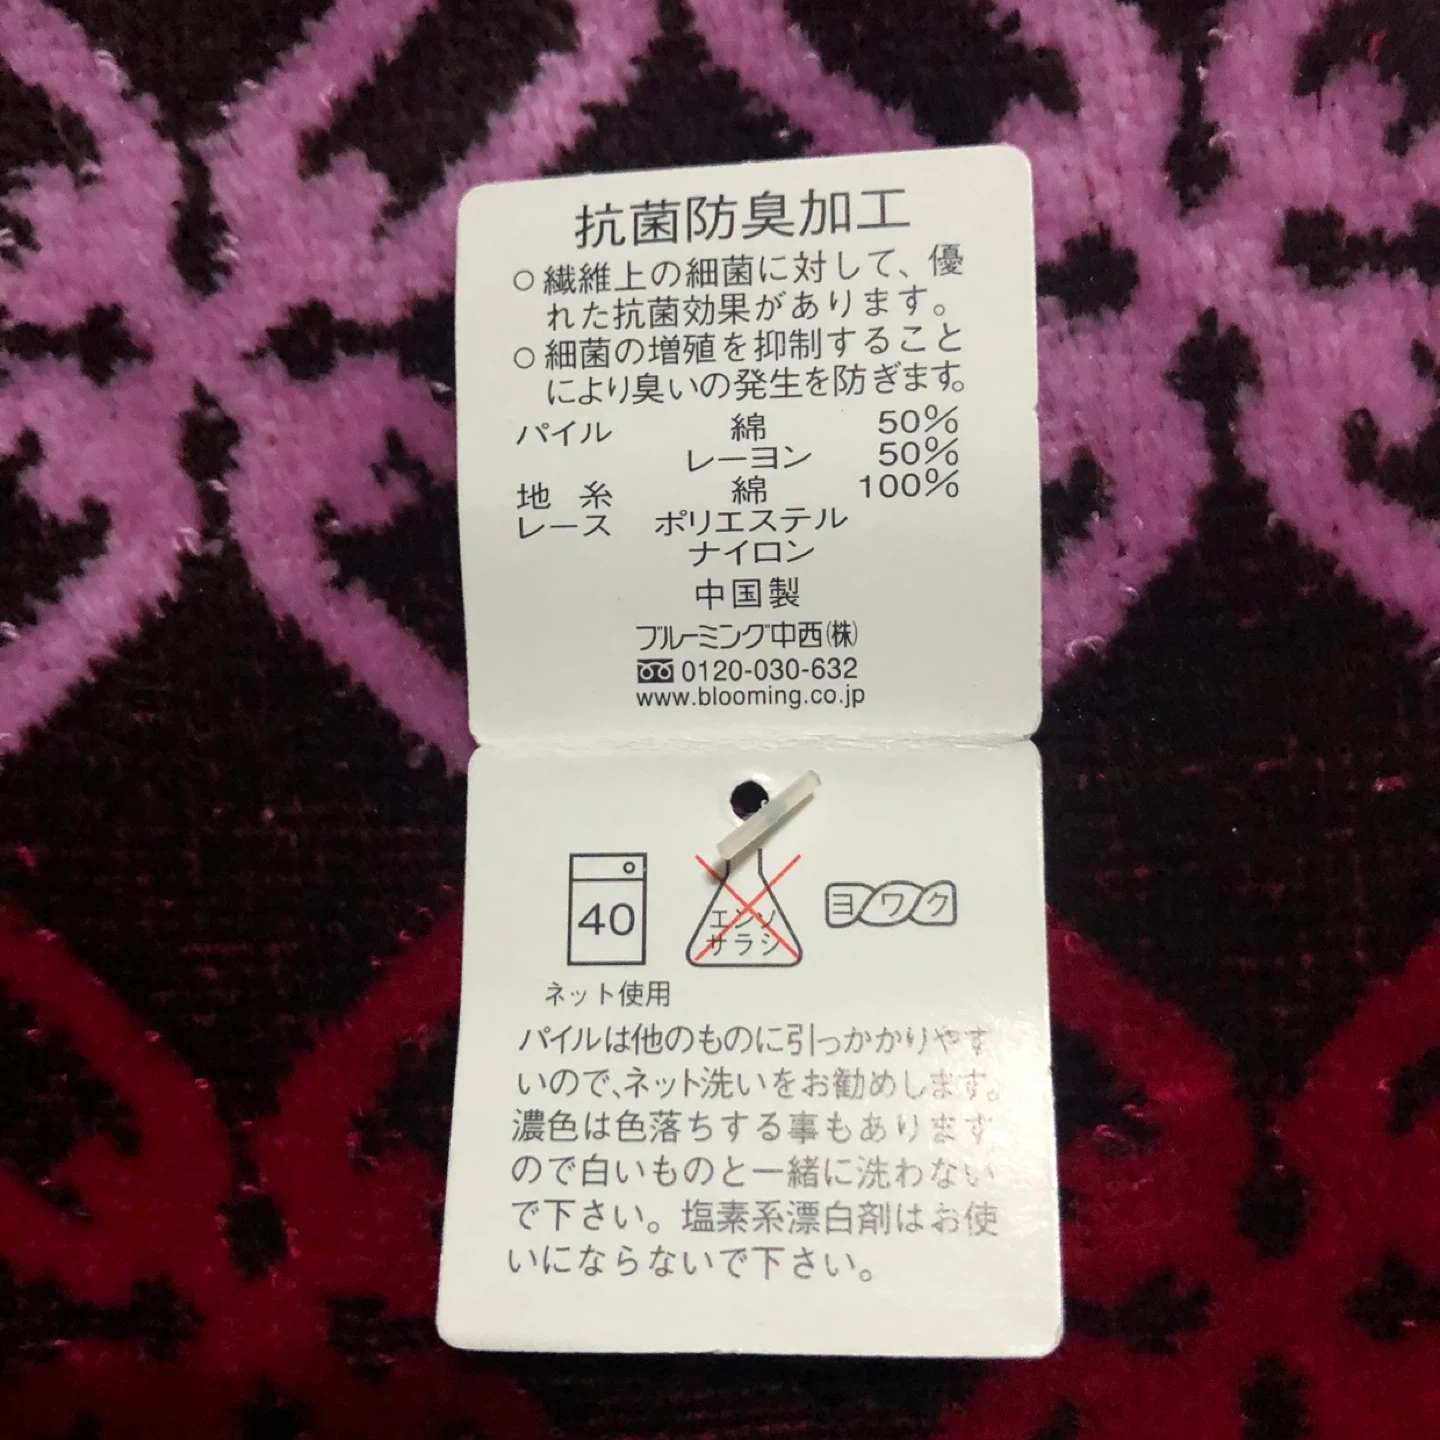 抗菌防臭加工
○繊維上の細菌に対して、優
れた抗菌効果があります。
○細菌の増殖を抑制すること
により臭いの発生を防ぎます。
パイル 綿 50%
レーヨン 50%
地糸 綿 100%
レース ポリエステル
ナイロン
中国製
ブルーミング中西(株)
0120-030-632
www.blooming.co.jp
40
エンソ
サラシ
ヨワク
ネット使用
パイルは他のものに引っかかりやす
いので、ネット洗いをお勧めします。
濃色は色落ちする事もあります
ので白いものと一緒に洗わない
で下さい。塩素系漂白剤はお使
いにならないで下さい。